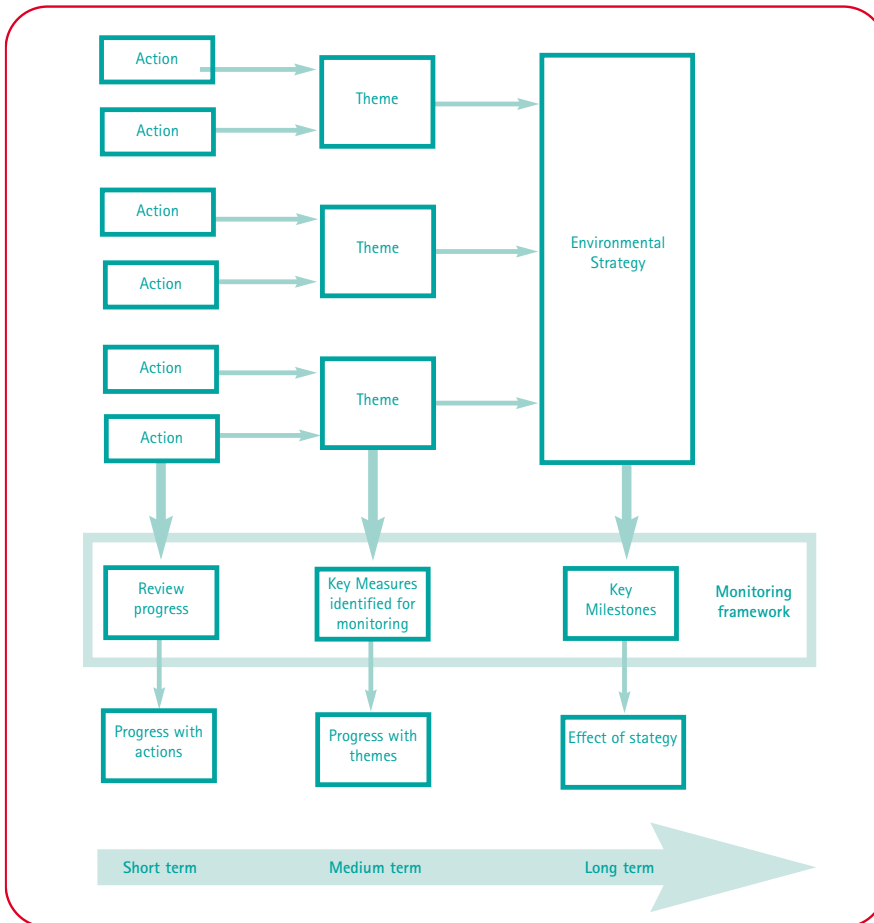 Action
Theme
Action
Action
Theme
Environmental
Strategy
Action
Action
Theme
Action
Review
progress
Key Measures
identified for
monitoring
Key
Milestones
Monitoring
framework
Progress with
actions
Progress with
themes
Effect of stategy
Short term
Medium term
Long term